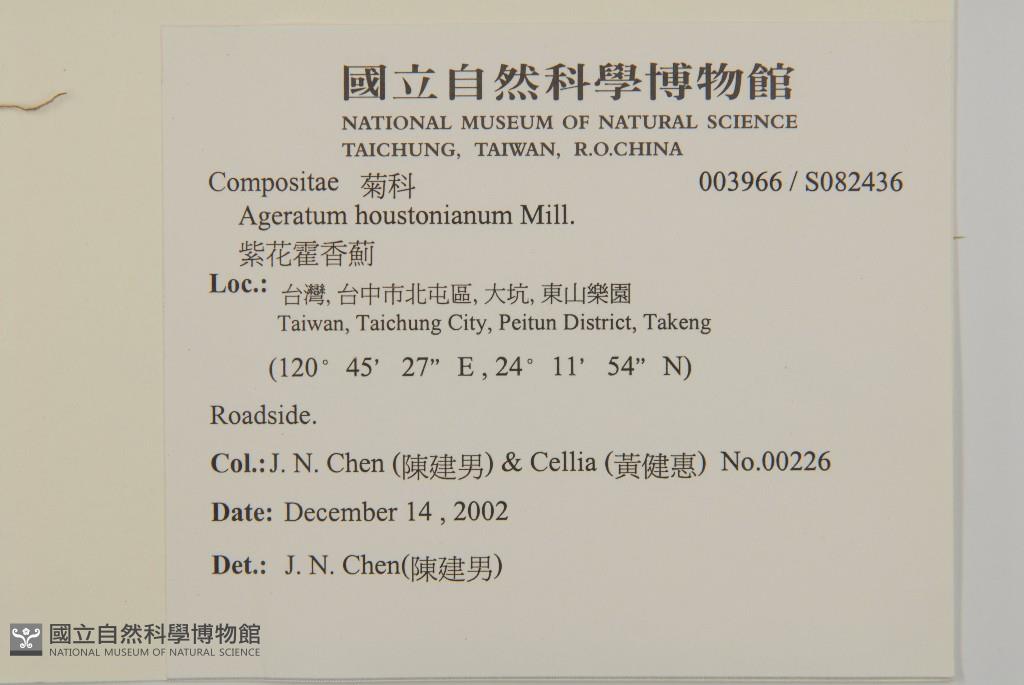 國立自然科學博物館
NATIONAL MUSEUM OF NATURAL SCIENCE
TAICHUNG, TAIWAN, R.O.CHINA
Compositae 菊科 003966 / S082436
Ageratum houstonianum Mill.
紫花霍香薊
Loc.: 台灣, 台中市北屯區, 大坑, 東山樂園
Taiwan, Taichung City, Peitun District, Takeng
(120° 45’ 27” E , 24° 11’ 54” N)
Roadside.
Col.: J. N. Chen (陳建男) & Cellia (黃健惠) No.00226
Date: December 14 , 2002
Det.: J. N. Chen(陳建男)
國立自然科學博物館
NATIONAL MUSEUM OF NATURAL SCIENCE